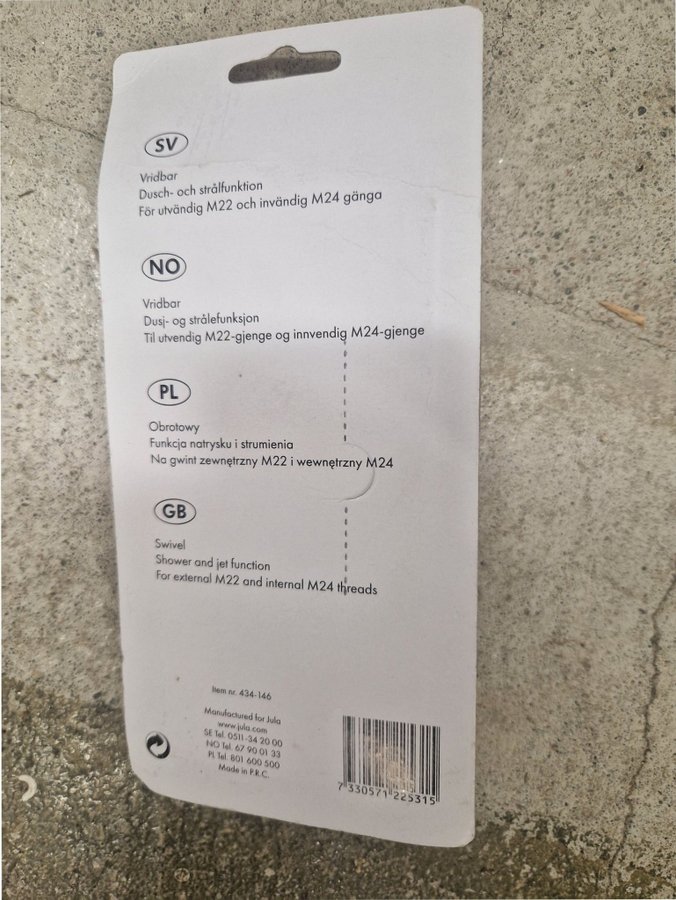 SV
Vridbar
Dusch- och strålfunktion
För utvändig M22 och invändig M24 gänga
NO
Vridbar
Dusj- og strålefunksjon
Til utvendig M22-gjenge og innvendig M24-gjenge
PL
Obrotowy
Funkcja natrysku i strumienia
Na gwint zewnętrzny M22 i wewnętrzny M24
GB
Swivel
Shower and jet function
For external M22 and internal M24 threads
Item nr. 434-146
Manufactured for Jula
www.jula.com
SE Tel. 0511-34 20 00
NO Tel. 67 90 01 33
Pl Tel. 801 600 500
Made in P.R.C.
7 330571 225315